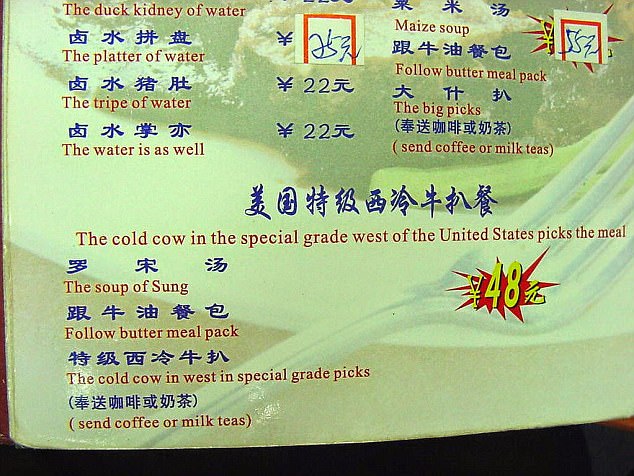 The duck kidney of water
卤水拼盘 ¥ 25元
The platter of water
卤水猪肚 ¥ 22元
The tripe of water
卤水掌亦 ¥ 22元
The water is as well
粟米汤
Maize soup
55元
跟牛油餐包
Follow butter meal pack
大什扒
The big picks
(奉送咖啡或奶茶)
( send coffee or milk teas)
美国特级西冷牛扒餐
The cold cow in the special grade west of the United States picks the meal
罗宋汤
The soup of Sung
¥48元
跟牛油餐包
Follow butter meal pack
特级西冷牛扒
The cold cow in west in special grade picks
(奉送咖啡或奶茶)
( send coffee or milk teas)